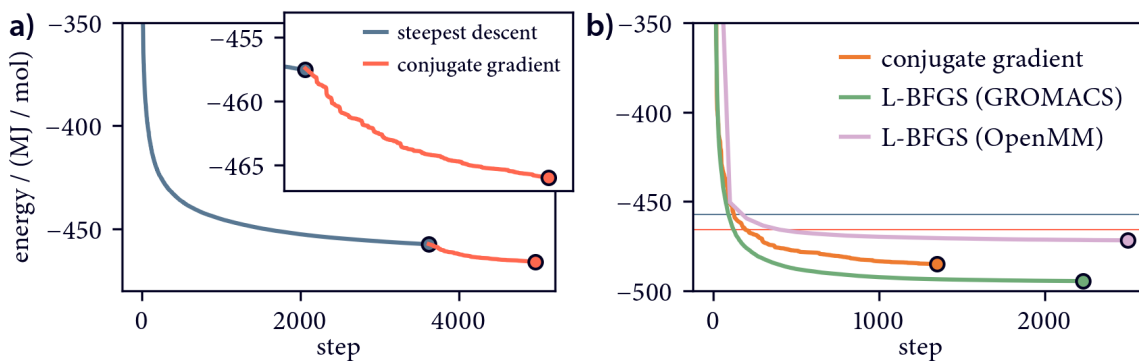 a)
energy / (MJ / mol)
−350
−400
−450
0
2000
4000
step
−455
−460
−465
steepest descent
conjugate gradient
b)
−350
−400
−450
−500
0
1000
2000
step
conjugate gradient
L-BFGS (GROMACS)
L-BFGS (OpenMM)